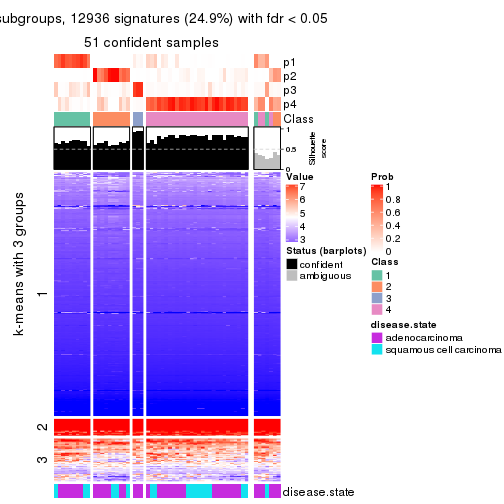 subgroups, 12936 signatures (24.9%) with fdr < 0.05
51 confident samples
p1
p2
p3
p4
Class
1
0.5
0
Silhouette
score
k-means with 3 groups
1
2
3
disease.state
Value
7
6
5
4
3
Status (barplots)
confident
ambiguous
Prob
1
0.8
0.6
0.4
0.2
0
Class
1
2
3
4
disease.state
adenocarcinoma
squamous cell carcinoma